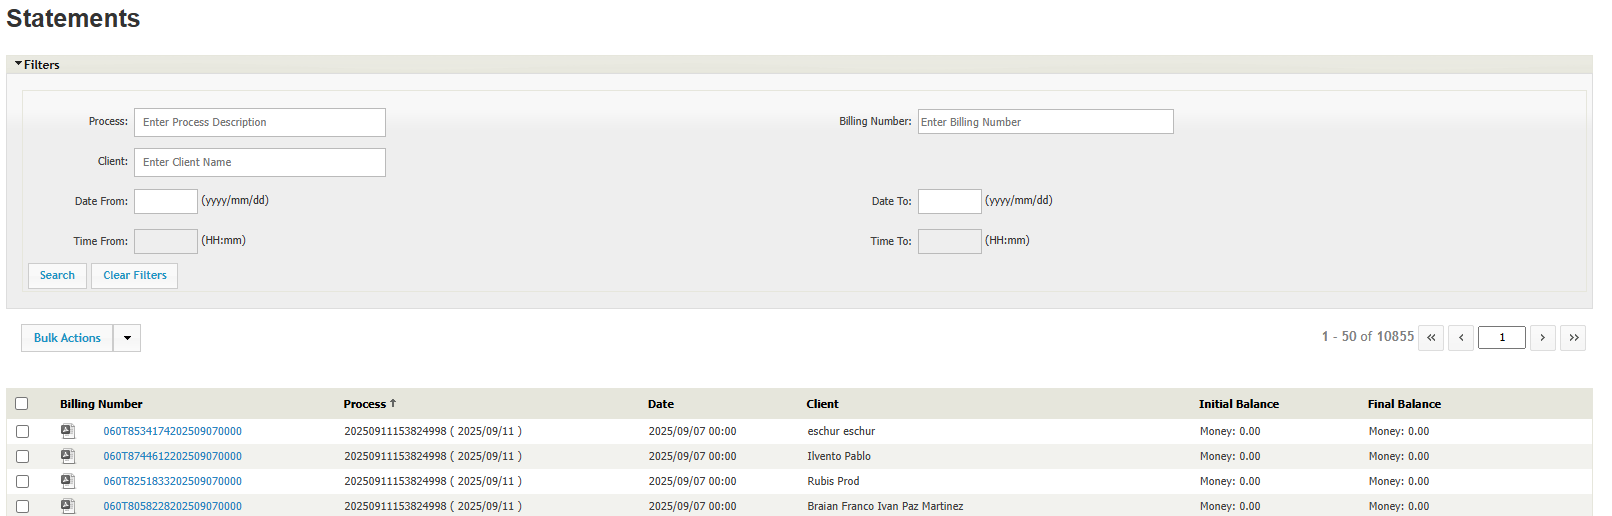 Statements
Filters
Process: Enter Process Description Billing Number: Enter Billing Number
Client: Enter Client Name
Date From: (yyyy/mm/dd) Date To: (yyyy/mm/dd)
Time From: (HH:mm) Time To: (HH:mm)
Search Clear Filters
Bulk Actions 1 - 50 of 10855 « ‹ 1 › »
Billing Number Process ↑ Date Client Initial Balance Final Balance
060T8534174202509070000 20250911153824998 ( 2025/09/11 ) 2025/09/07 00:00 eschur eschur Money: 0.00 Money: 0.00
060T8744612202509070000 20250911153824998 ( 2025/09/11 ) 2025/09/07 00:00 Ilvento Pablo Money: 0.00 Money: 0.00
060T8251833202509070000 20250911153824998 ( 2025/09/11 ) 2025/09/07 00:00 Rubis Prod Money: 0.00 Money: 0.00
060T8058228202509070000 20250911153824998 ( 2025/09/11 ) 2025/09/07 00:00 Braian Franco Ivan Paz Martinez Money: 0.00 Money: 0.00